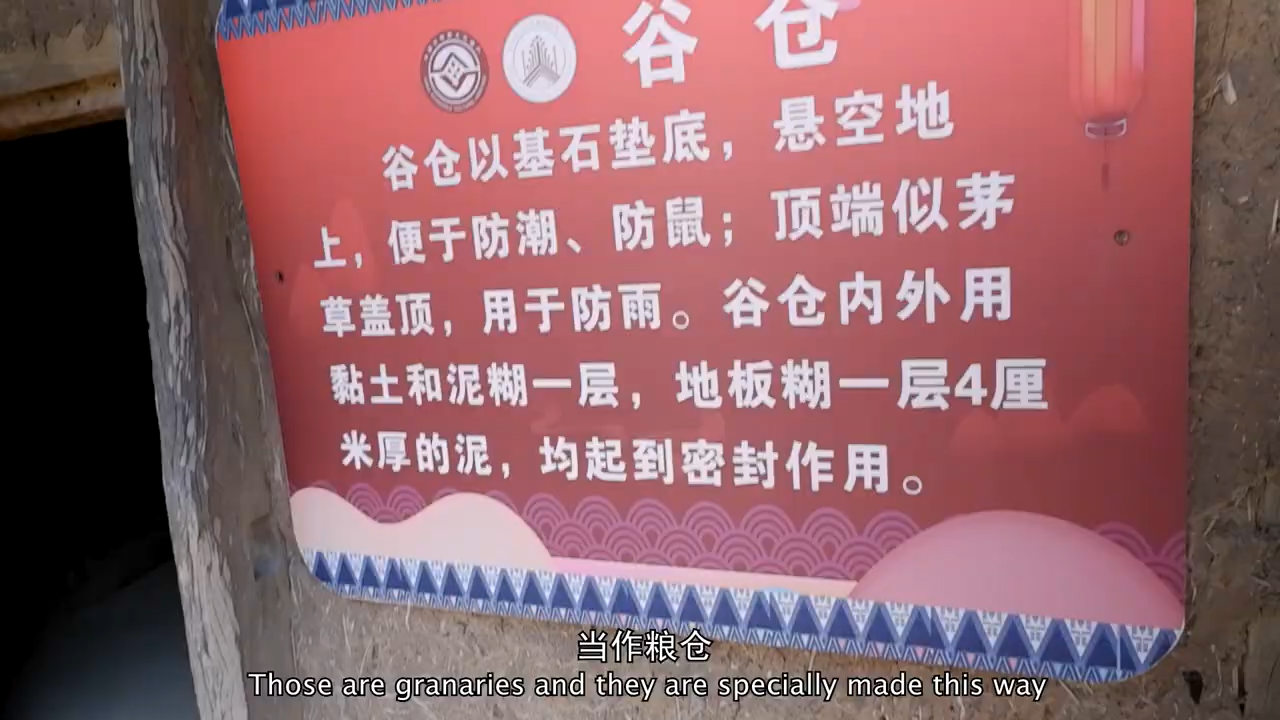 谷仓
谷仓以基石垫底，悬空地
上，便于防潮、防鼠；顶端似茅
草盖顶，用于防雨。谷仓内外用
黏土和泥糊一层，地板糊一层4厘
米厚的泥，均起到密封作用。
当作粮仓
Those are granaries and they are specially made this way